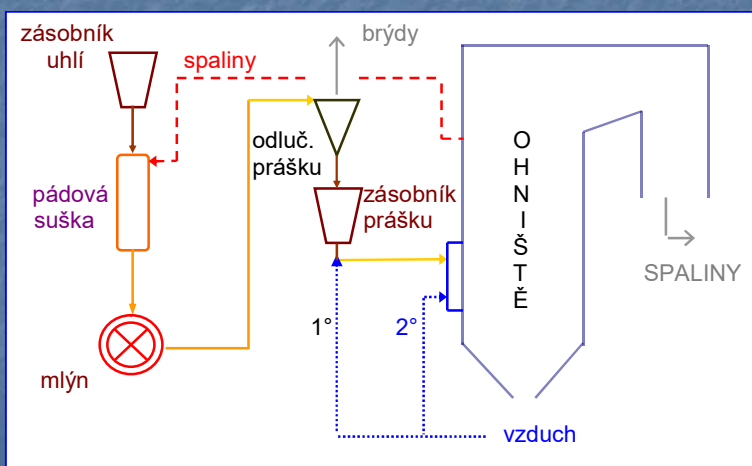 zásobník
uhlí
spaliny
brýdy
odluč.
prášku
pádová
suška
zásobník
prášku
O
H
N
I
Š
T
Ě
SPALINY
1°
2°
mlýn
vzduch